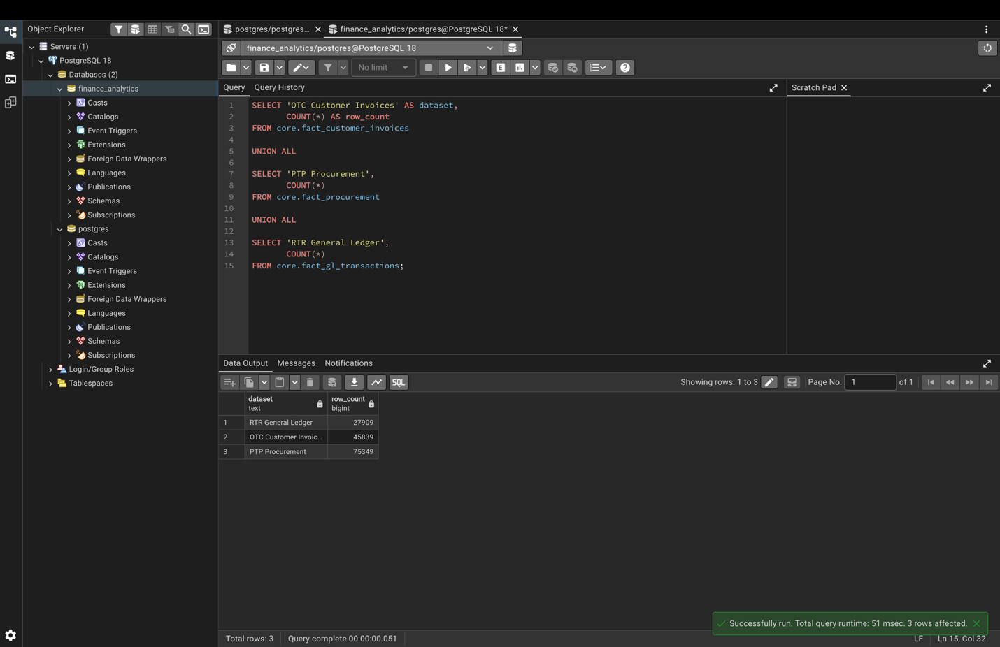 Object Explorer
Servers (1)
PostgreSQL 18
Databases (2)
finance_analytics
Casts
Catalogs
Event Triggers
Extensions
Foreign Data Wrappers
Languages
Publications
Schemas
Subscriptions
postgres
Casts
Catalogs
Event Triggers
Extensions
Foreign Data Wrappers
Languages
Publications
Schemas
Subscriptions
Login/Group Roles
Tablespaces
postgres/postgres...
finance_analytics/postgres@PostgreSQL 18*
finance_analytics/postgres@PostgreSQL 18
No limit
E
Query Query History
Scratch Pad
1 SELECT 'OTC Customer Invoices' AS dataset,
2 COUNT(*) AS row_count
3 FROM core.fact_customer_invoices
4
5 UNION ALL
6
7 SELECT 'PTP Procurement',
8 COUNT(*)
9 FROM core.fact_procurement
10
11 UNION ALL
12
13 SELECT 'RTR General Ledger',
14 COUNT(*)
15 FROM core.fact_gl_transactions;
Data Output Messages Notifications
SQL
Showing rows: 1 to 3
Page No: 1 of 1
dataset row_count
text bigint
1 RTR General Ledger 27909
2 OTC Customer Invoic... 45839
3 PTP Procurement 75349
Successfully run. Total query runtime: 51 msec. 3 rows affected.
Total rows: 3 Query complete 00:00:00.051 LF Ln 15, Col 32